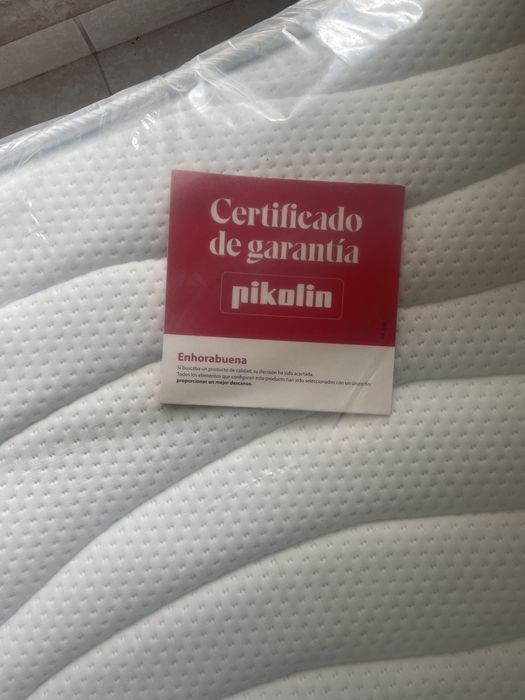 Certificado
de garantía
pikolin
Enhorabuena
Si buscaba un producto de calidad, su decisión ha sido acertada.
Todos los elementos que configuran este producto han sido seleccionados con un único fin:
proporcionar un mejor descanso.